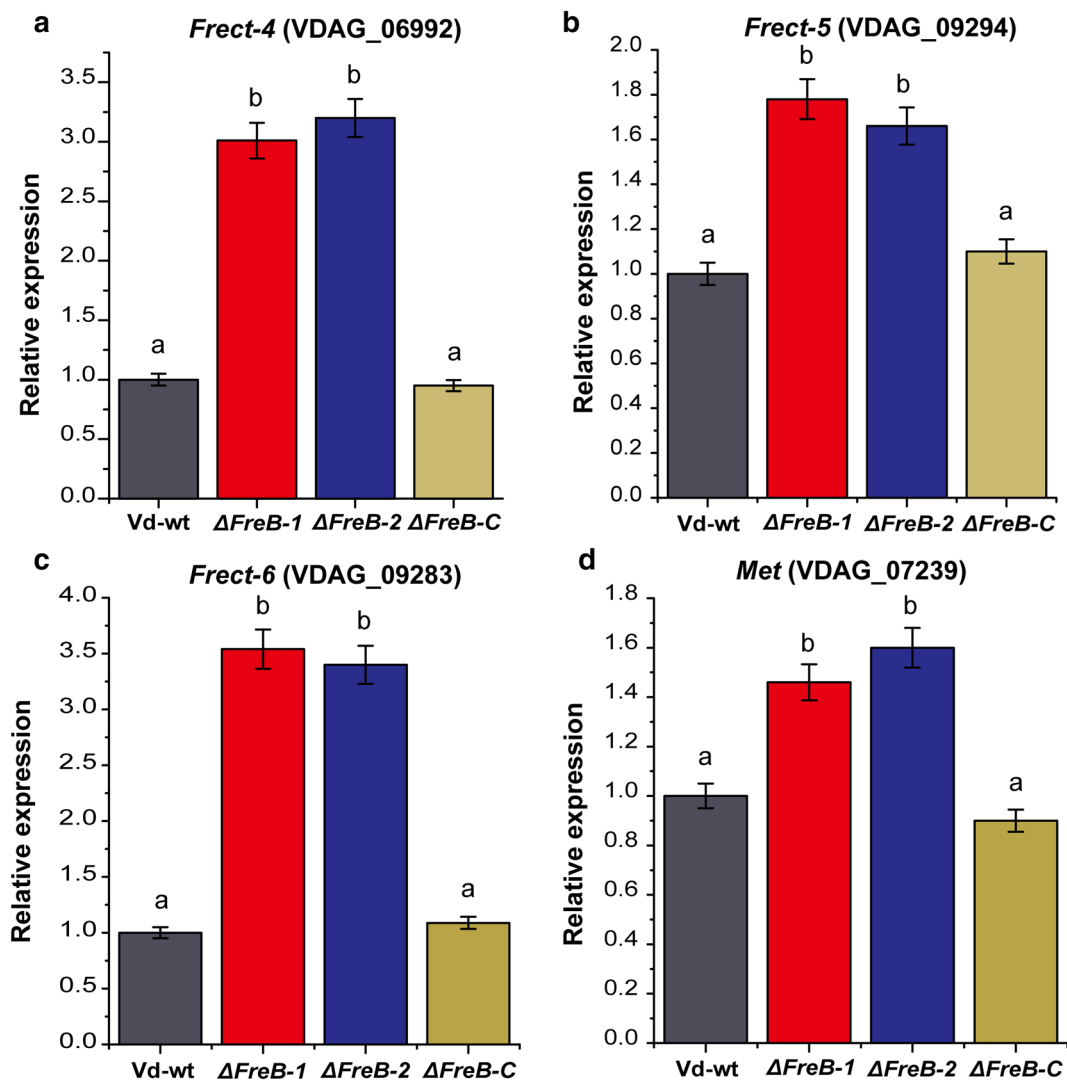 a
Frect-4 (VDAG_06992)
Relative expression
3.5
3.0
2.5
2.0
1.5
1.0
0.5
0.0
a
b
b
a
Vd-wt ΔFreB-1 ΔFreB-2 ΔFreB-C
b
Frect-5 (VDAG_09294)
Relative expression
2.0
1.8
1.6
1.4
1.2
1.0
0.8
0.6
0.4
0.2
0.0
a
b
b
a
Vd-wt ΔFreB-1 ΔFreB-2 ΔFreB-C
c
Frect-6 (VDAG_09283)
Relative expression
4.0
3.5
3.0
2.5
2.0
1.5
1.0
0.5
0.0
a
b
b
a
Vd-wt ΔFreB-1 ΔFreB-2 ΔFreB-C
d
Met (VDAG_07239)
Relative expression
1.8
1.6
1.4
1.2
1.0
0.8
0.6
0.4
0.2
0.0
a
b
b
a
Vd-wt ΔFreB-1 ΔFreB-2 ΔFreB-C